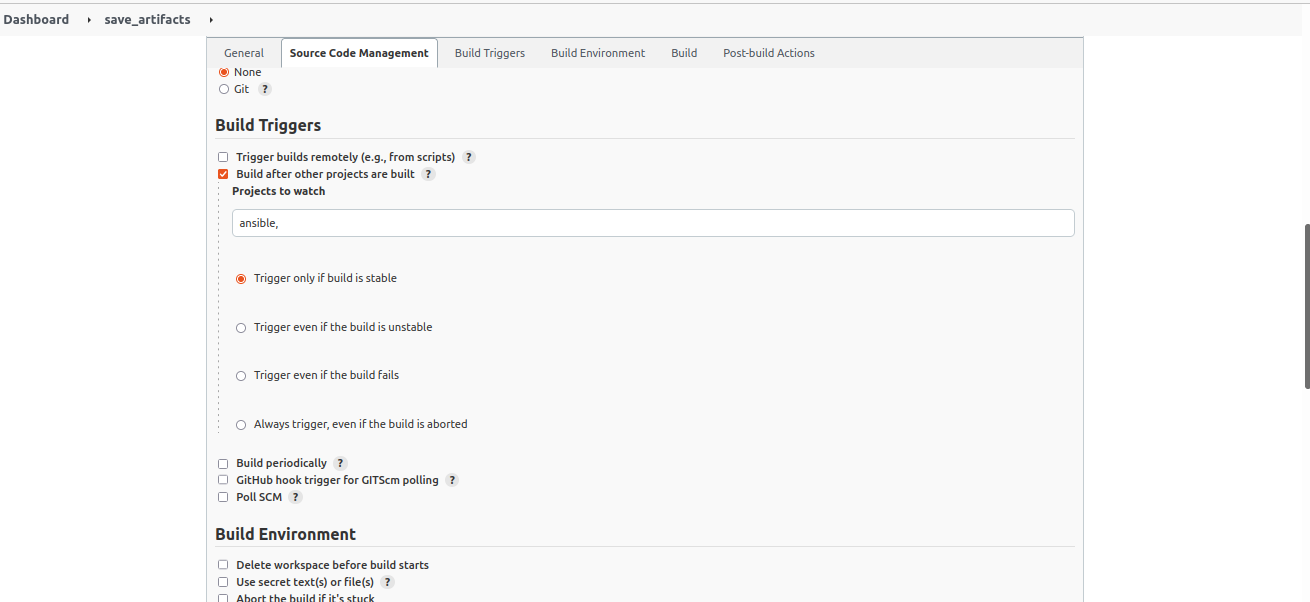 Dashboard save_artifacts
General Source Code Management Build Triggers Build Environment Build Post-build Actions
None
Git ?
Build Triggers
Trigger builds remotely (e.g., from scripts) ?
Build after other projects are built ?
Projects to watch
ansible,
Trigger only if build is stable
Trigger even if the build is unstable
Trigger even if the build fails
Always trigger, even if the build is aborted
Build periodically ?
GitHub hook trigger for GITScm polling ?
Poll SCM ?
Build Environment
Delete workspace before build starts
Use secret text(s) or file(s) ?
Abort the build if it's stuck